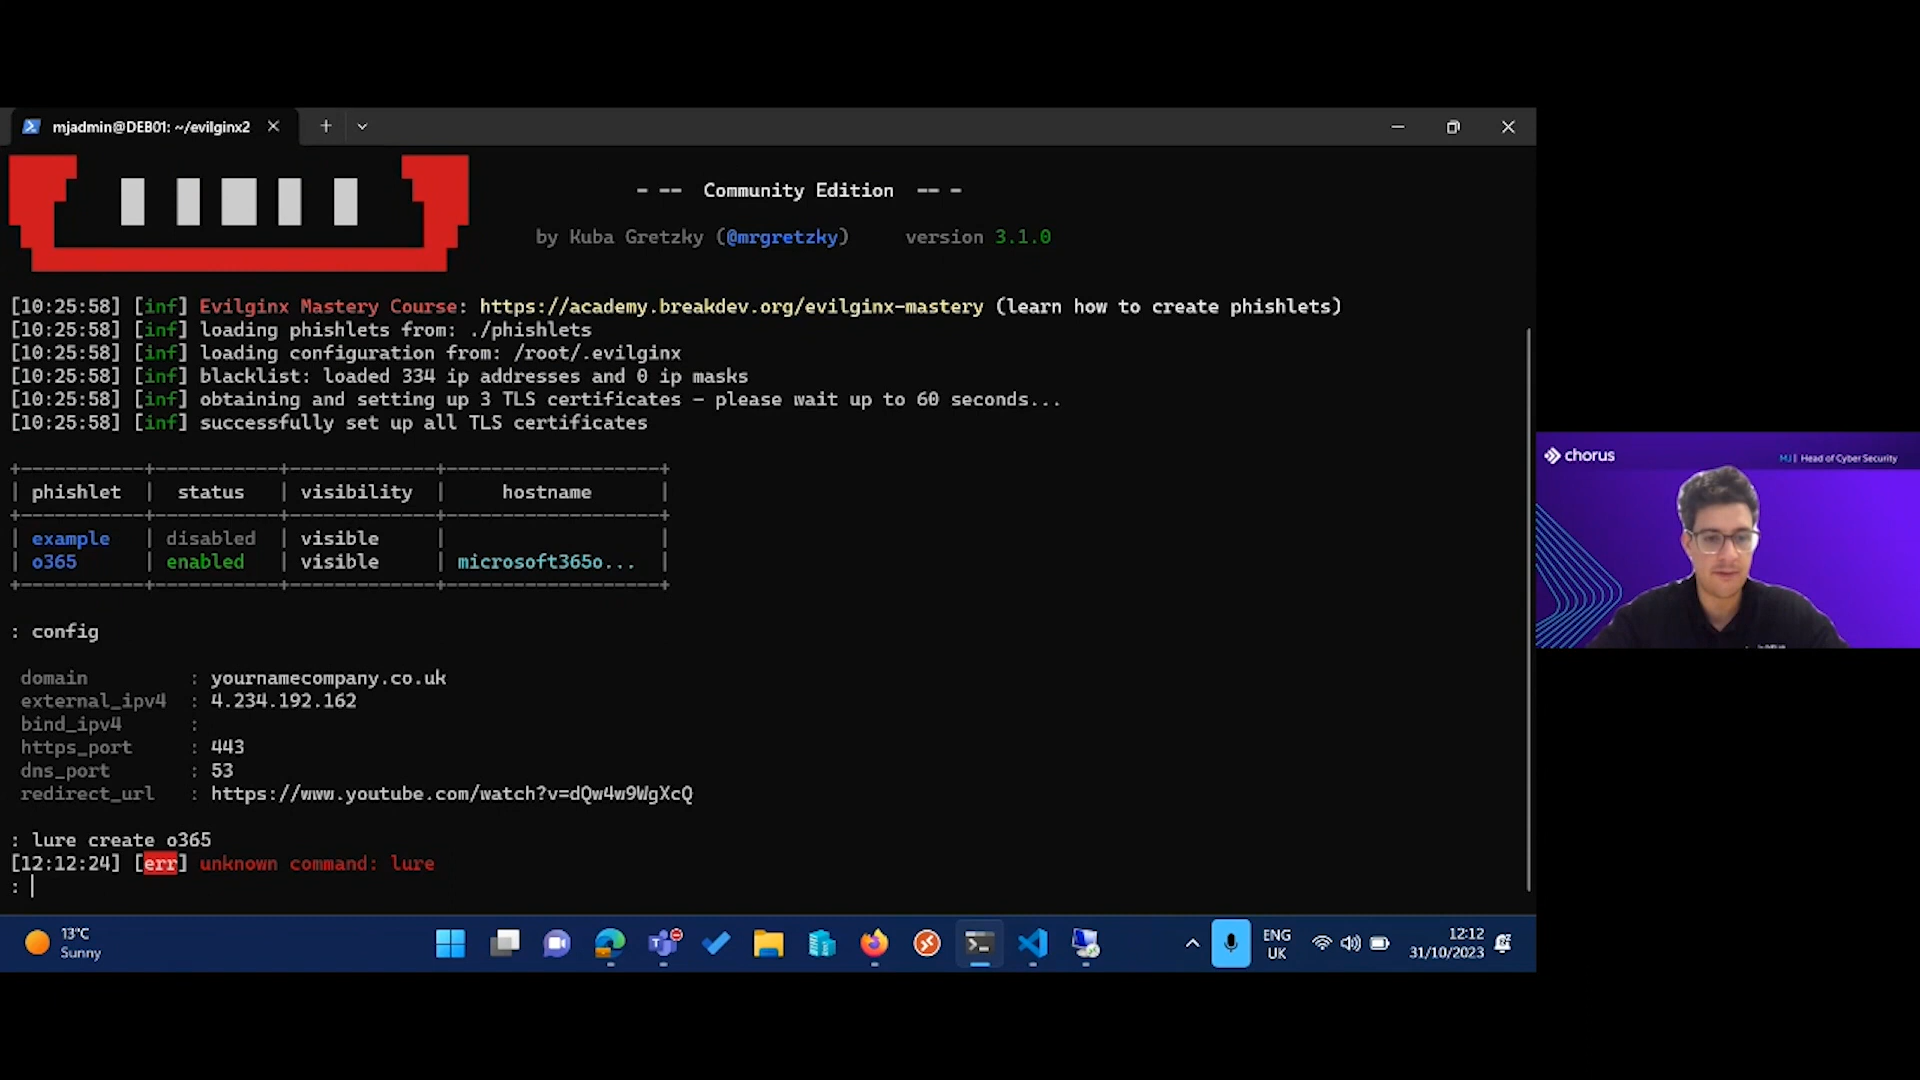 mjadmin@DEB01: ~/evilginx2
- -- Community Edition -- -
by Kuba Gretzky (@mrgretzky) version 3.1.0
[10:25:58] [inf] Evilginx Mastery Course: https://academy.breakdev.org/evilginx-mastery (learn how to create phishlets)
[10:25:58] [inf] loading phishlets from: ./phishlets
[10:25:58] [inf] loading configuration from: /root/.evilginx
[10:25:58] [inf] blacklist: loaded 334 ip addresses and 0 ip masks
[10:25:58] [inf] obtaining and setting up 3 TLS certificates - please wait up to 60 seconds...
[10:25:58] [inf] successfully set up all TLS certificates
+-----------+-----------+-------------+-------------------+
| phishlet | status | visibility | hostname |
+-----------+-----------+-------------+-------------------+
| example | disabled | visible | |
| o365 | enabled | visible | microsoft365o... |
+-----------+-----------+-------------+-------------------+
: config
domain : yournamecompany.co.uk
external_ipv4 : 4.234.192.162
bind_ipv4 :
https_port : 443
dns_port : 53
redirect_url : https://www.youtube.com/watch?v=dQw4w9WgXcQ
: lure create o365
[12:12:24] [err] unknown command: lure
:
chorus
MJ | Head of Cyber Security
13°C
Sunny
ENG
UK
12:12
31/10/2023